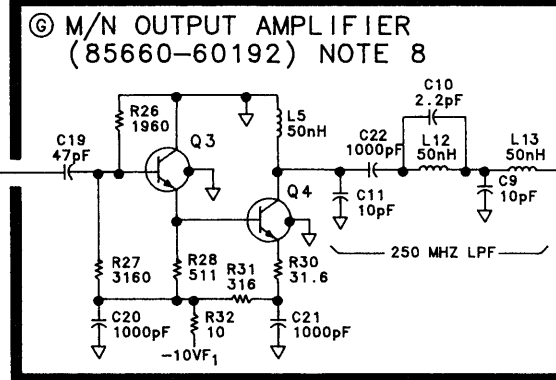 Ⓖ M/N OUTPUT AMPLIFIER
(85660-60192) NOTE 8
C10
2.2pF
R26
1960
L5
50nH
C19
47pF
Q3
C22
1000pF
L12
50nH
L13
50nH
Q4
C11
10pF
C9
10pF
250 MHZ LPF
R27
3160
R28
511
R31
316
R30
31.6
C20
1000pF
R32
10
C21
1000pF
-10VF1